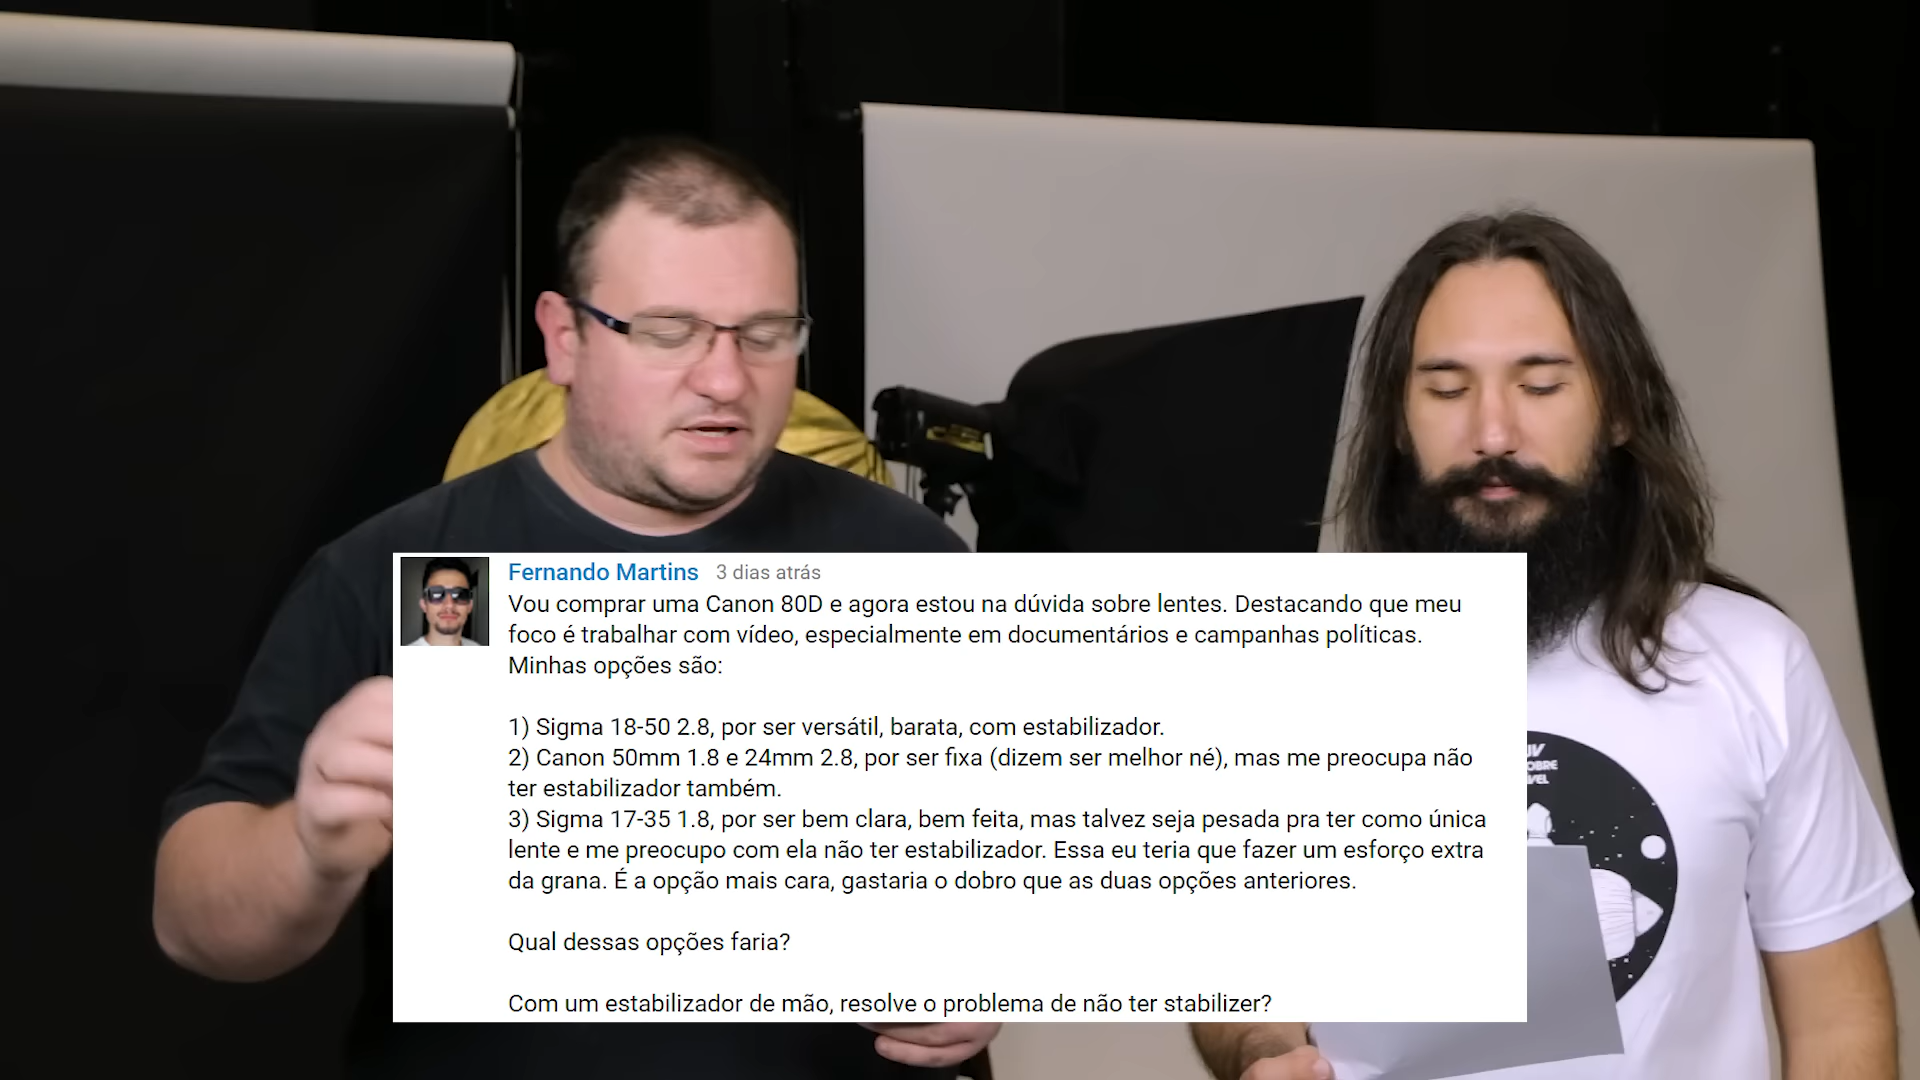 Fernando Martins 3 dias atrás
Vou comprar uma Canon 80D e agora estou na dúvida sobre lentes. Destacando que meu
foco é trabalhar com vídeo, especialmente em documentários e campanhas políticas.
Minhas opções são:
1) Sigma 18-50 2.8, por ser versátil, barata, com estabilizador.
2) Canon 50mm 1.8 e 24mm 2.8, por ser fixa (dizem ser melhor né), mas me preocupa não
ter estabilizador também.
3) Sigma 17-35 1.8, por ser bem clara, bem feita, mas talvez seja pesada pra ter como única
lente e me preocupo com ela não ter estabilizador. Essa eu teria que fazer um esforço extra
da grana. É a opção mais cara, gastaria o dobro que as duas opções anteriores.
Qual dessas opções faria?
Com um estabilizador de mão, resolve o problema de não ter stabilizer?